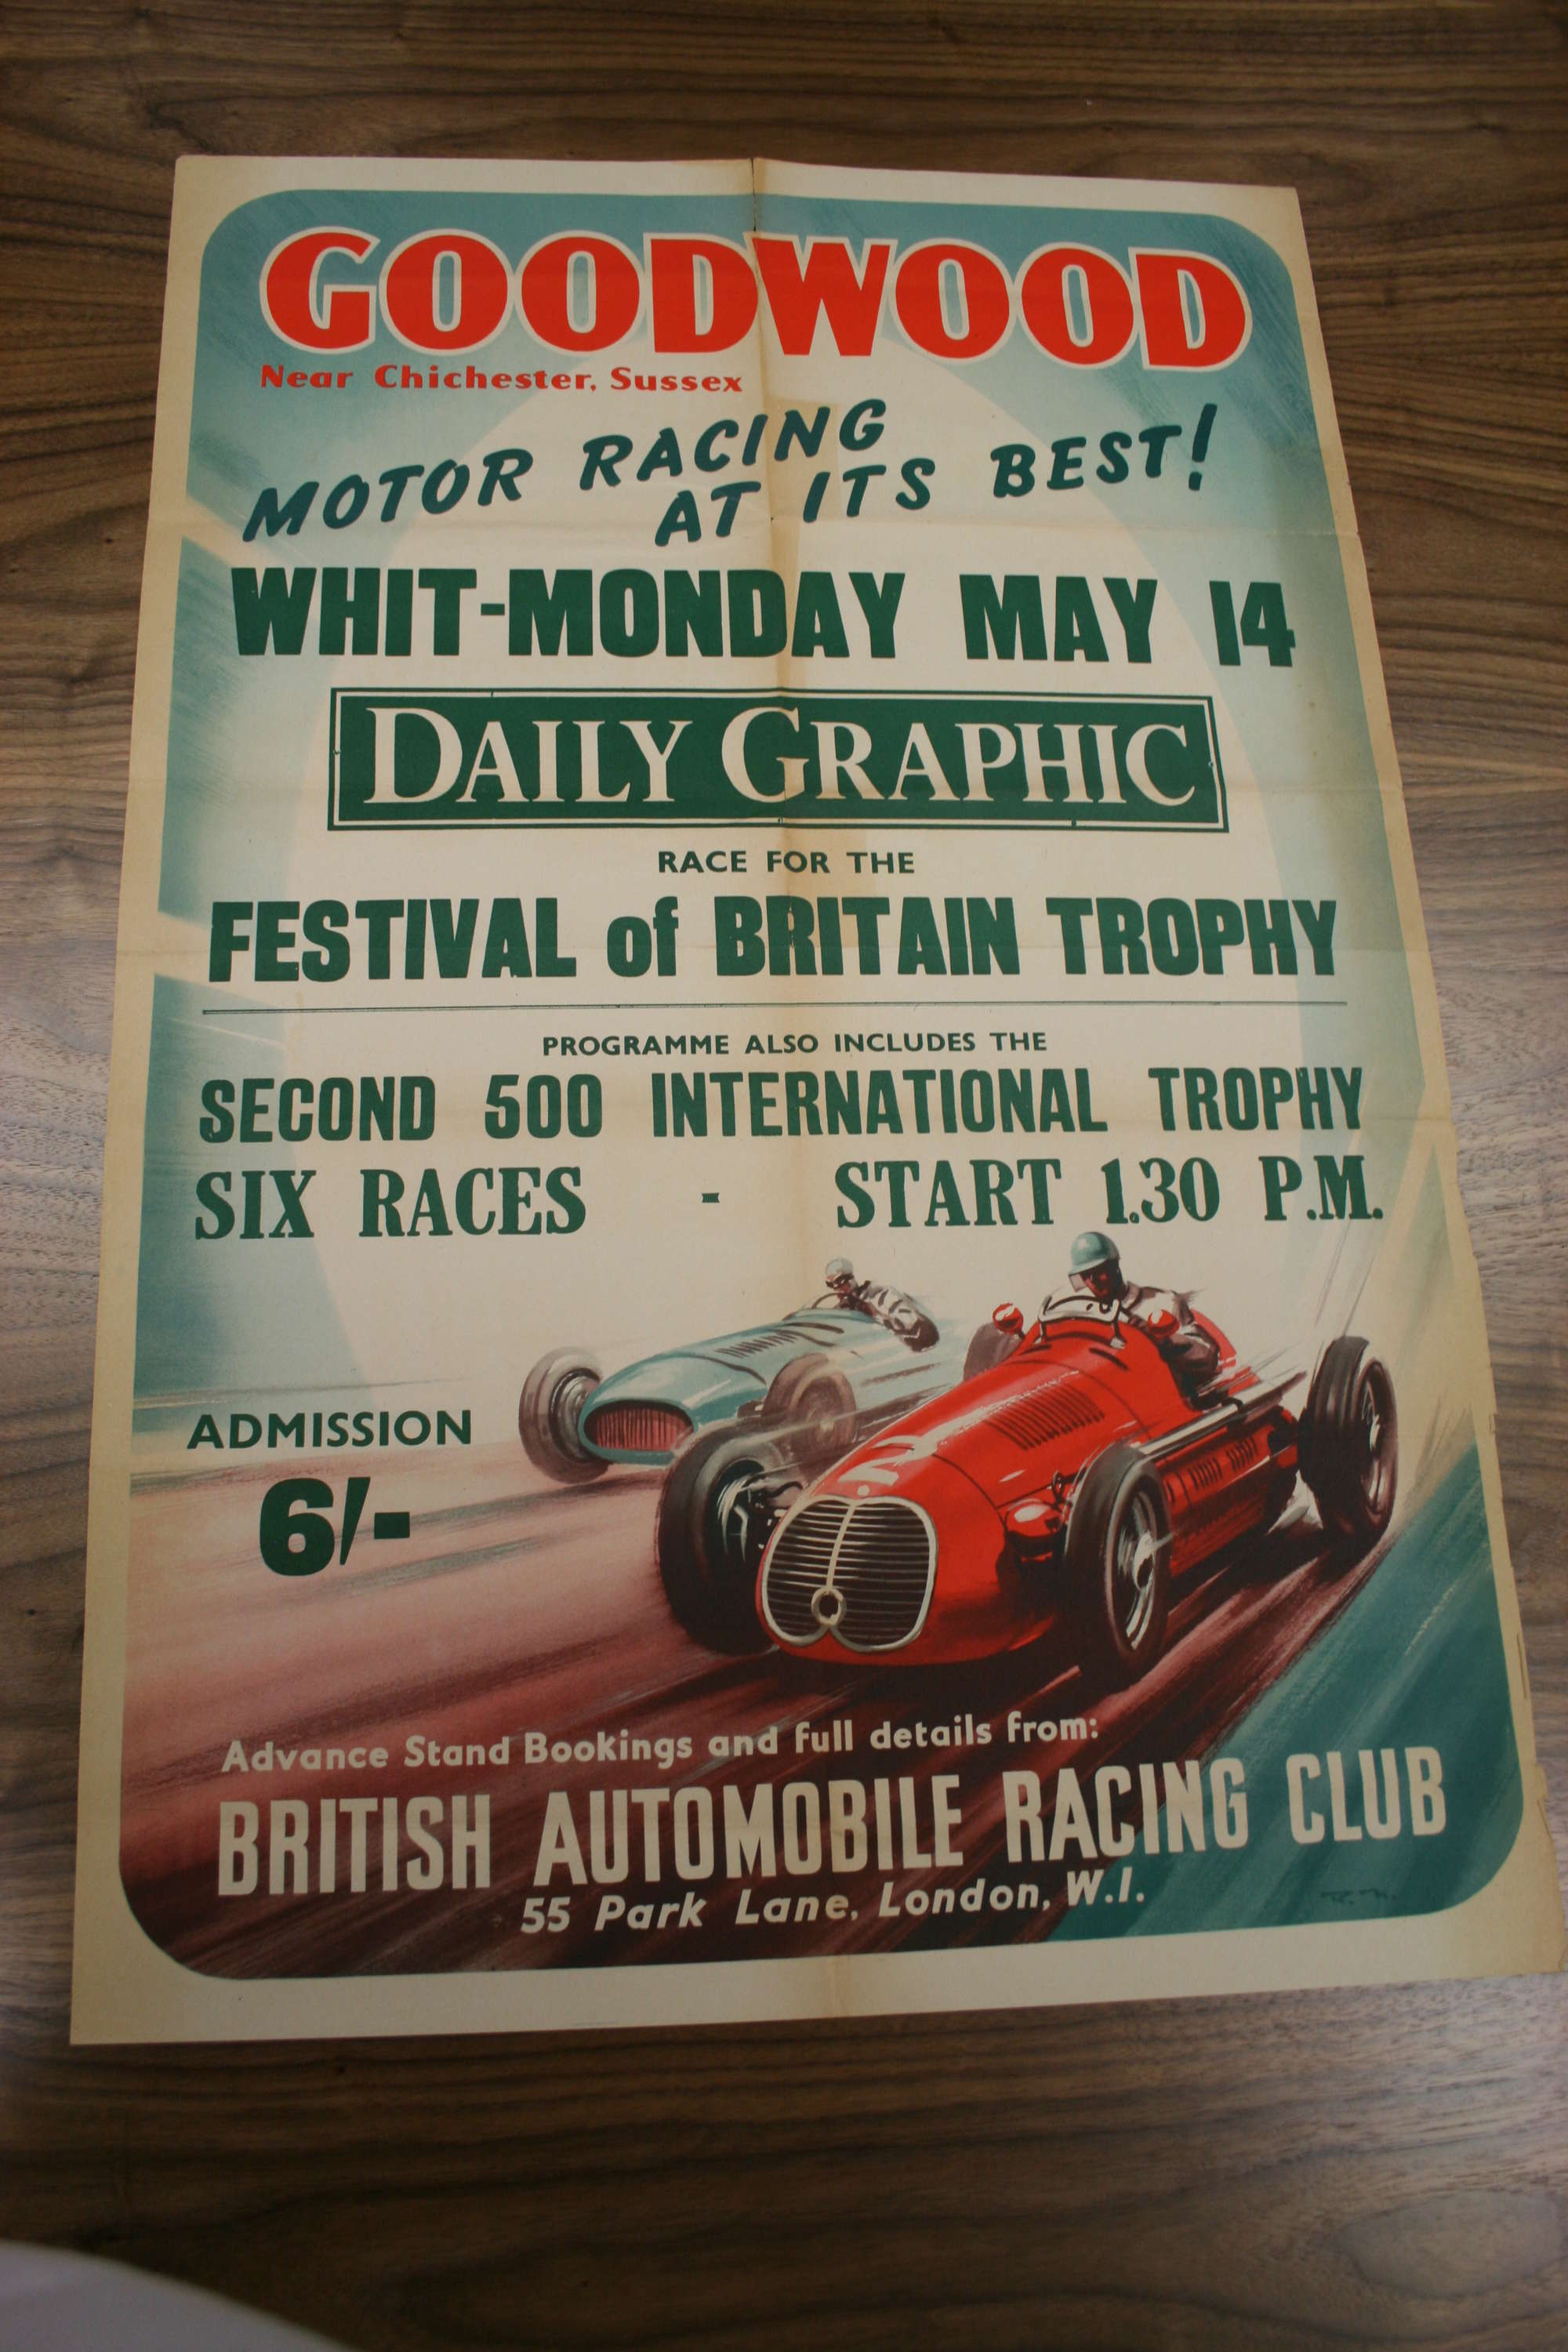 GOODWOOD
Near Chichester, Sussex
MOTOR RACING
AT ITS BEST!
WHIT-MONDAY MAY 14
DAILY GRAPHIC
RACE FOR THE
FESTIVAL of BRITAIN TROPHY
PROGRAMME ALSO INCLUDES THE
SECOND 500 INTERNATIONAL TROPHY
SIX RACES - START 1.30 P.M.
ADMISSION
6/-
Advance Stand Bookings and full details from:
BRITISH AUTOMOBILE RACING CLUB
55 Park Lane, London, W.1.